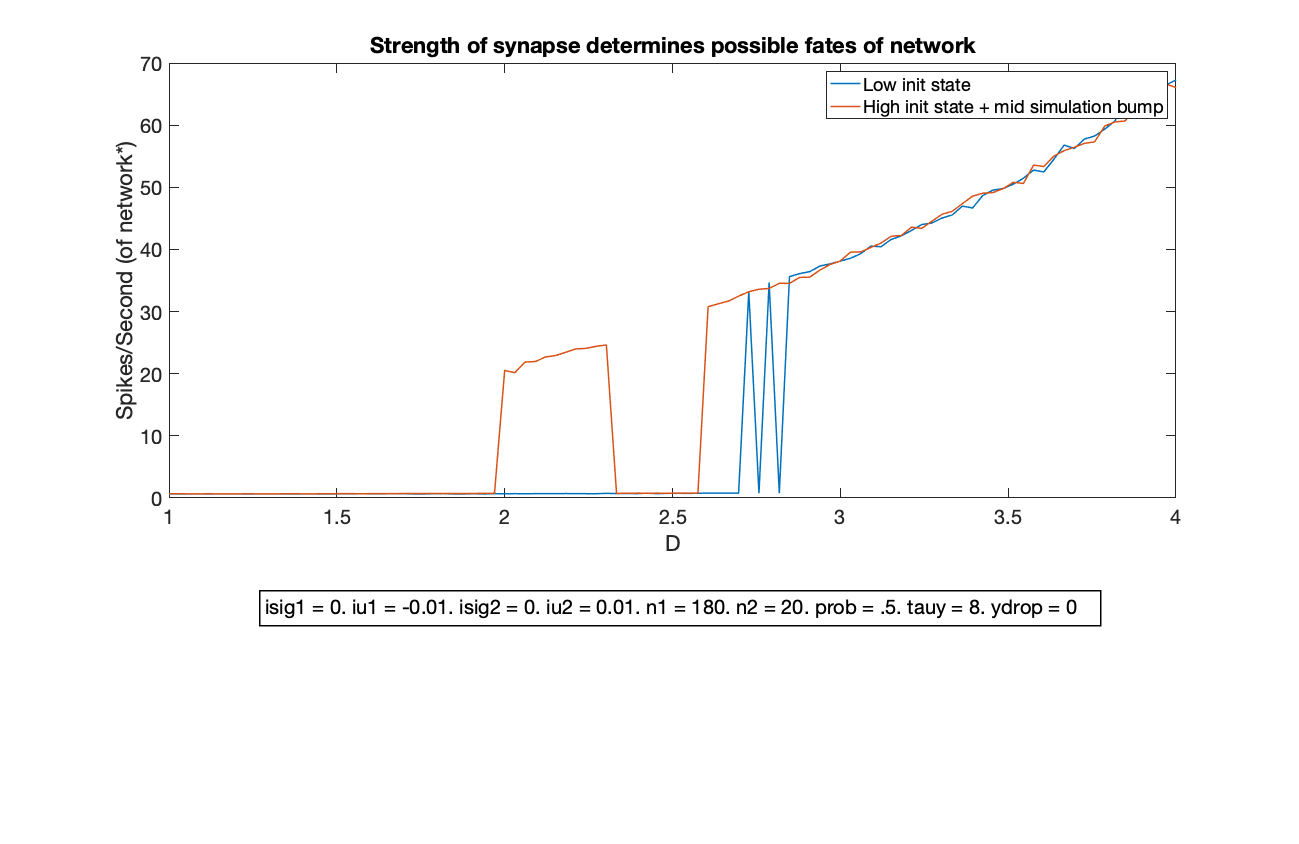 Strength of synapse determines possible fates of network
70
60
50
40
30
20
10
0
Spikes/Second (of network*)
Low init state
High init state + mid simulation bump
1 1.5 2 2.5 3 3.5 4
D
isig1 = 0. iu1 = -0.01. isig2 = 0. iu2 = 0.01. n1 = 180. n2 = 20. prob = .5. tauy = 8. ydrop = 0